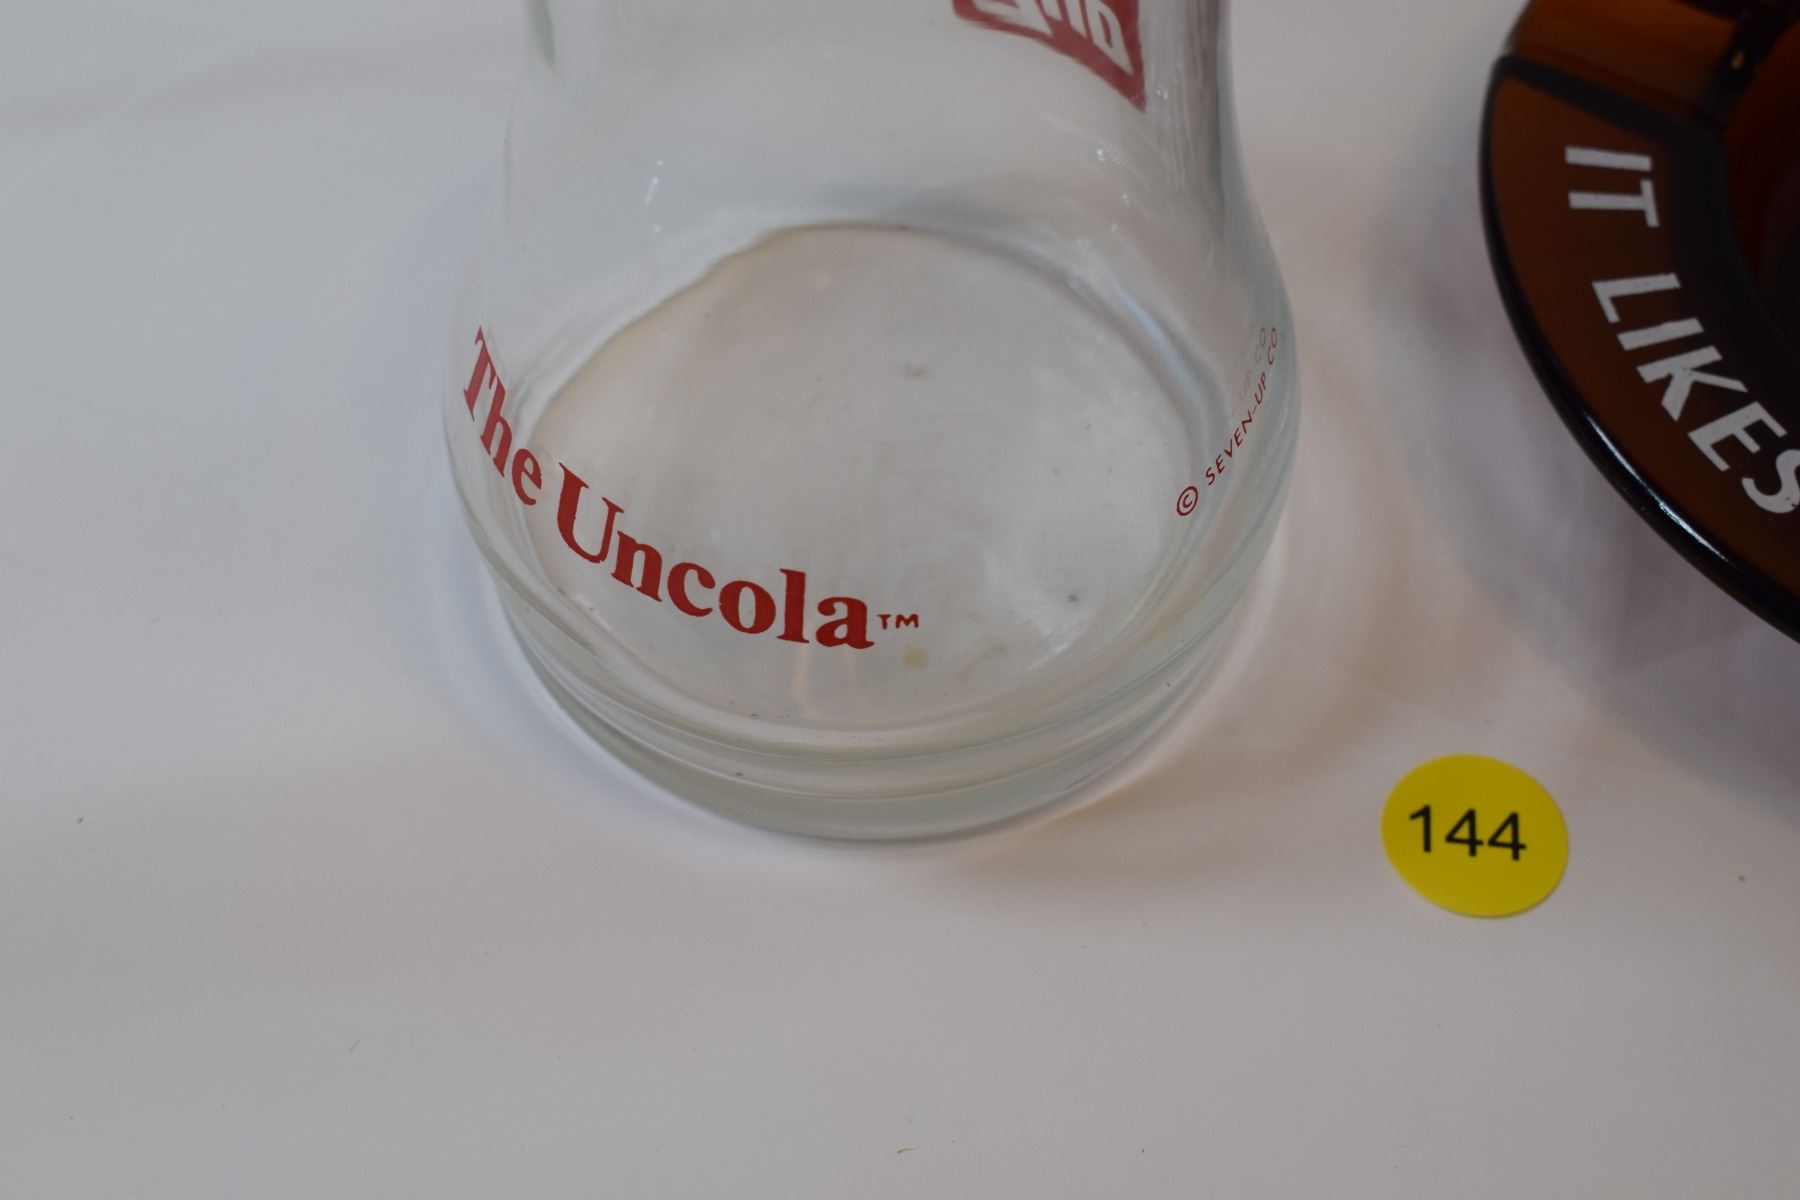 The Uncola™
© SEVEN-UP CO
IT LIKES
144